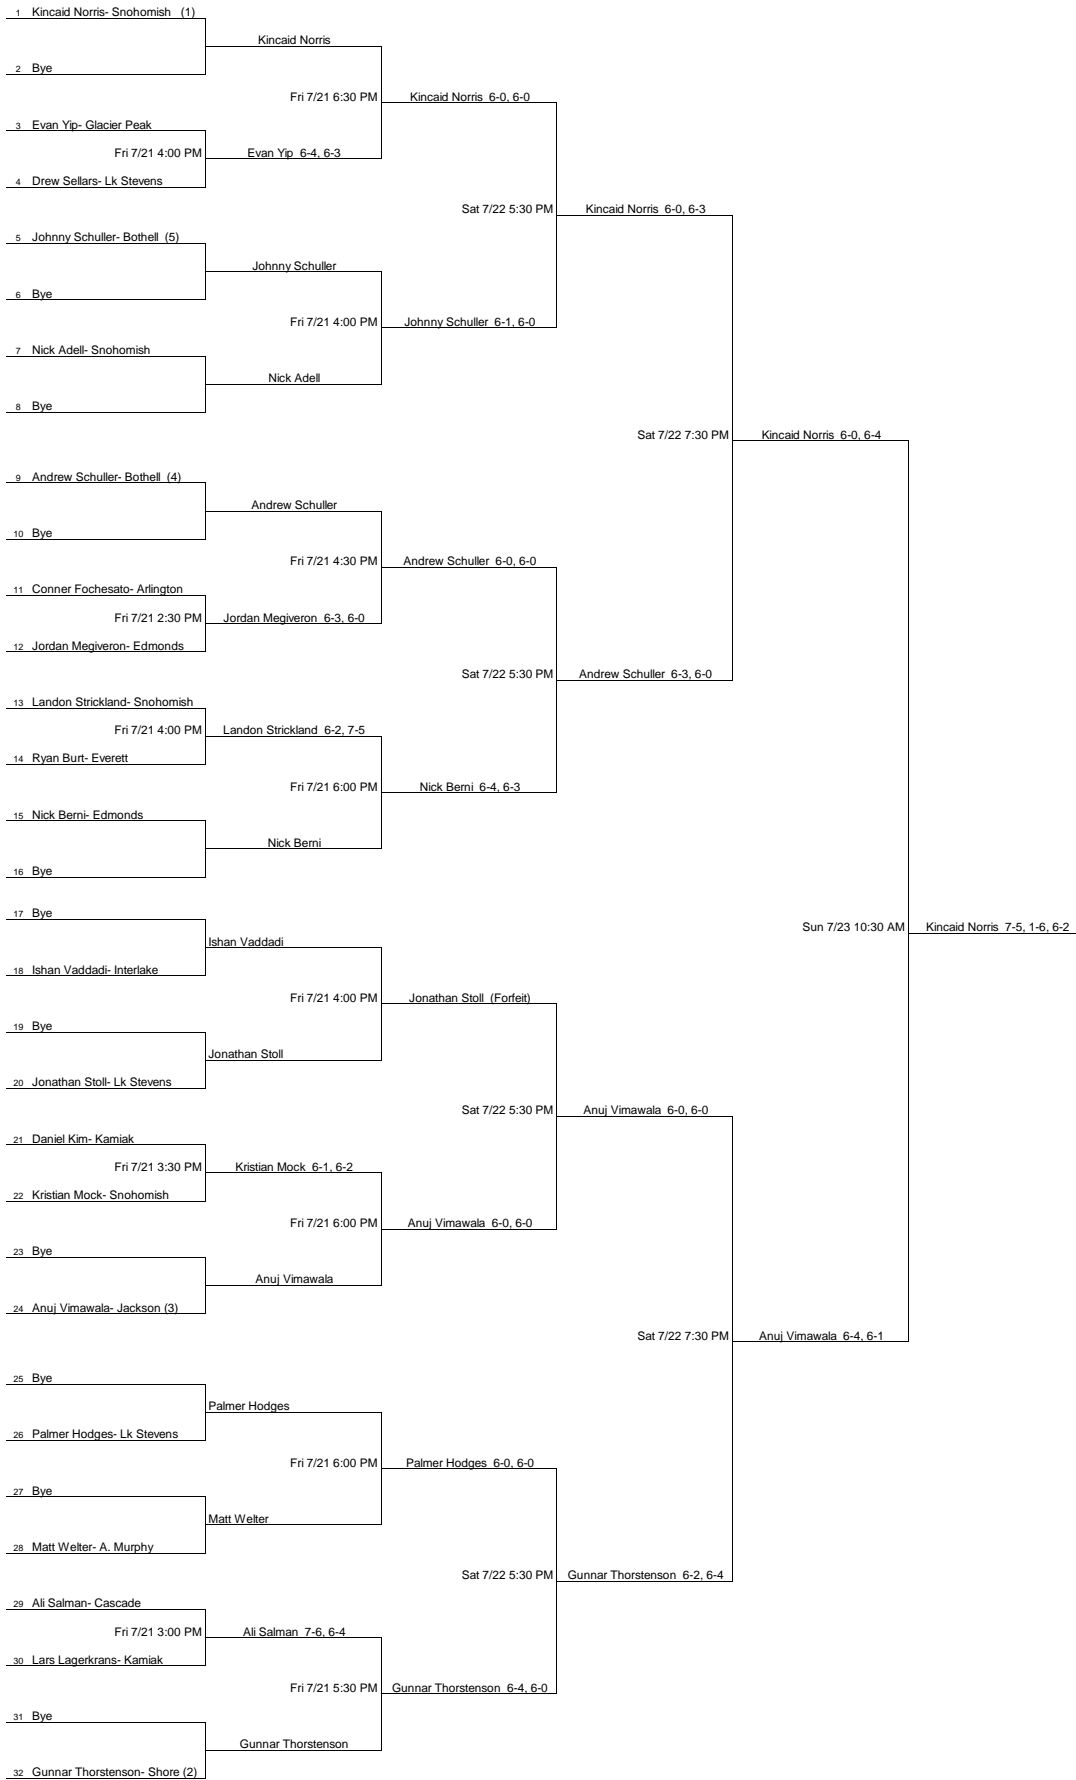 1 Kincaid Norris- Snohomish (1)
Kincaid Norris
2 Bye
Fri 7/21 6:30 PM Kincaid Norris 6-0, 6-0
3 Evan Yip- Glacier Peak
Fri 7/21 4:00 PM Evan Yip 6-4, 6-3
4 Drew Sellars- Lk Stevens
Sat 7/22 5:30 PM Kincaid Norris 6-0, 6-3
5 Johnny Schuller- Bothell (5)
Johnny Schuller
6 Bye
Fri 7/21 4:00 PM Johnny Schuller 6-1, 6-0
7 Nick Adell- Snohomish
Nick Adell
8 Bye
Sat 7/22 7:30 PM Kincaid Norris 6-0, 6-4
9 Andrew Schuller- Bothell (4)
Andrew Schuller
10 Bye
Fri 7/21 4:30 PM Andrew Schuller 6-0, 6-0
11 Conner Fochesato- Arlington
Fri 7/21 2:30 PM Jordan Megiveron 6-3, 6-0
12 Jordan Megiveron- Edmonds
Sat 7/22 5:30 PM Andrew Schuller 6-3, 6-0
13 Landon Strickland- Snohomish
Fri 7/21 4:00 PM Landon Strickland 6-2, 7-5
14 Ryan Burt- Everett
Fri 7/21 6:00 PM Nick Berni 6-4, 6-3
15 Nick Berni- Edmonds
Nick Berni
16 Bye
17 Bye
Sun 7/23 10:30 AM Kincaid Norris 7-5, 1-6, 6-2
Ishan Vaddadi
18 Ishan Vaddadi- Interlake
Fri 7/21 4:00 PM Jonathan Stoll (Forfeit)
19 Bye
Jonathan Stoll
20 Jonathan Stoll- Lk Stevens
Sat 7/22 5:30 PM Anuj Vimawala 6-0, 6-0
21 Daniel Kim- Kamiak
Fri 7/21 3:30 PM Kristian Mock 6-1, 6-2
22 Kristian Mock- Snohomish
Fri 7/21 6:00 PM Anuj Vimawala 6-0, 6-0
23 Bye
Anuj Vimawala
24 Anuj Vimawala- Jackson (3)
Sat 7/22 7:30 PM Anuj Vimawala 6-4, 6-1
25 Bye
Palmer Hodges
26 Palmer Hodges- Lk Stevens
Fri 7/21 6:00 PM Palmer Hodges 6-0, 6-0
27 Bye
Matt Welter
28 Matt Welter- A. Murphy
Sat 7/22 5:30 PM Gunnar Thorstenson 6-2, 6-4
29 Ali Salman- Cascade
Fri 7/21 3:00 PM Ali Salman 7-6, 6-4
30 Lars Lagerkrans- Kamiak
Fri 7/21 5:30 PM Gunnar Thorstenson 6-4, 6-0
31 Bye
Gunnar Thorstenson
32 Gunnar Thorstenson- Shore (2)